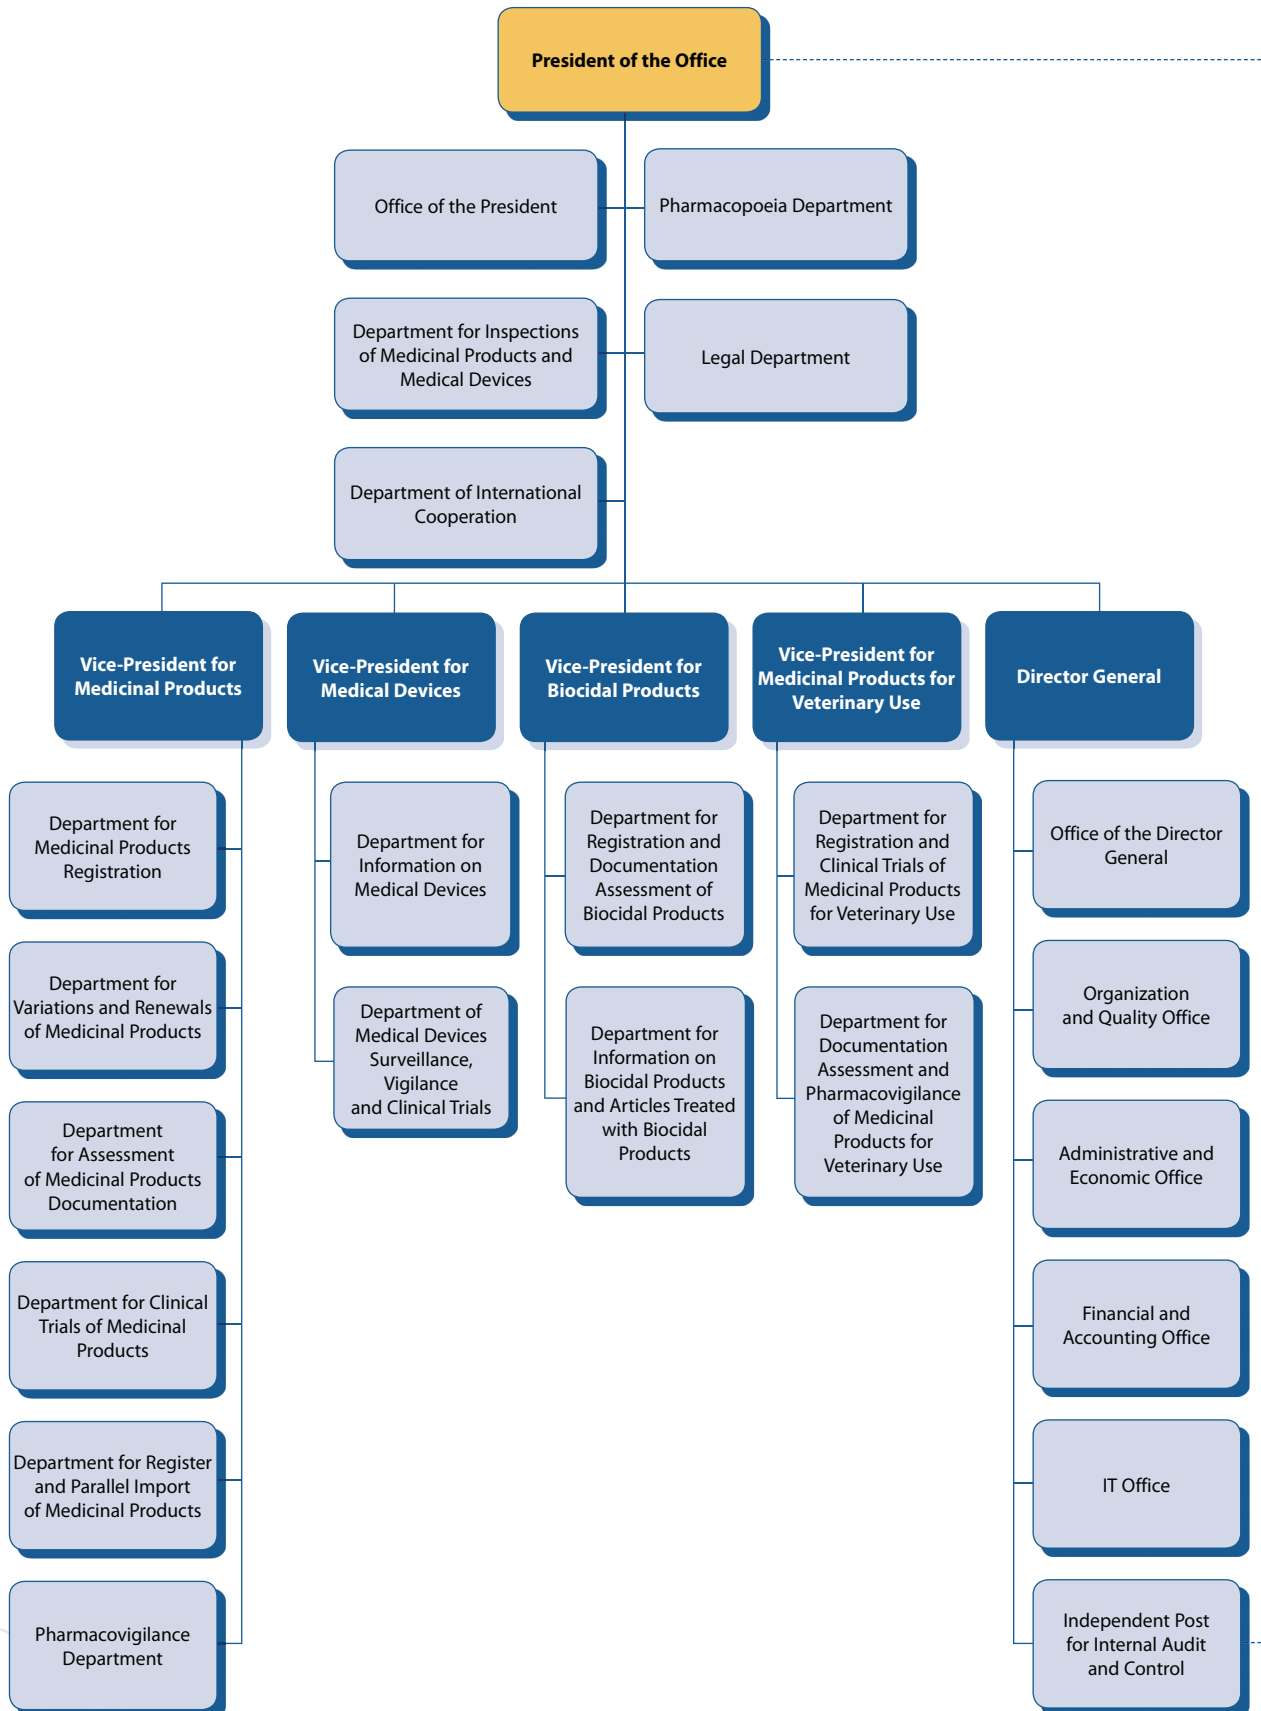 President of the Office
Office of the President
Pharmacopoeia Department
Department for Inspections
of Medicinal Products and
Medical Devices
Legal Department
Department of International
Cooperation
Vice-President for
Medicinal Products
Vice-President for
Medical Devices
Vice-President for
Biocidal Products
Vice-President for
Medicinal Products for
Veterinary Use
Director General
Department for
Medicinal Products
Registration
Department for
Variations and Renewals
of Medicinal Products
Department
for Assessment
of Medicinal Products
Documentation
Department for Clinical
Trials of Medicinal
Products
Department for Register
and Parallel Import
of Medicinal Products
Pharmacovigilance
Department
Department for
Information on
Medical Devices
Department of
Medical Devices
Surveillance,
Vigilance
and Clinical Trials
Department for
Registration and
Documentation
Assessment of
Biocidal Products
Department for
Information on
Biocidal Products
and Articles Treated
with Biocidal
Products
Department for
Registration and
Clinical Trials of
Medicinal Products
for Veterinary Use
Department for
Documentation
Assessment and
Pharmacovigilance
of Medicinal
Products for
Veterinary Use
Office of the Director
General
Organization
and Quality Office
Administrative and
Economic Office
Financial and
Accounting Office
IT Office
Independent Post
for Internal Audit
and Control